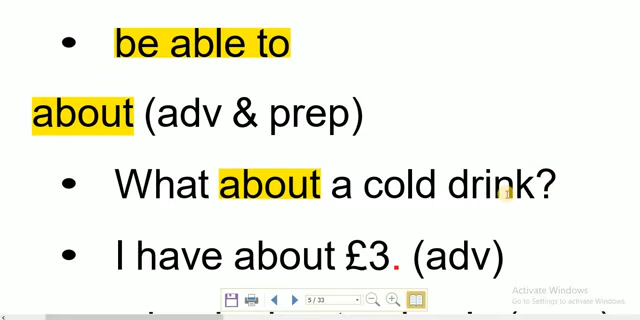 • be able to
about (adv & prep)
• What about a cold drink?
• I have about £3. (adv)
Activate Windows
Go to Settings to activate Windows.
5 / 33